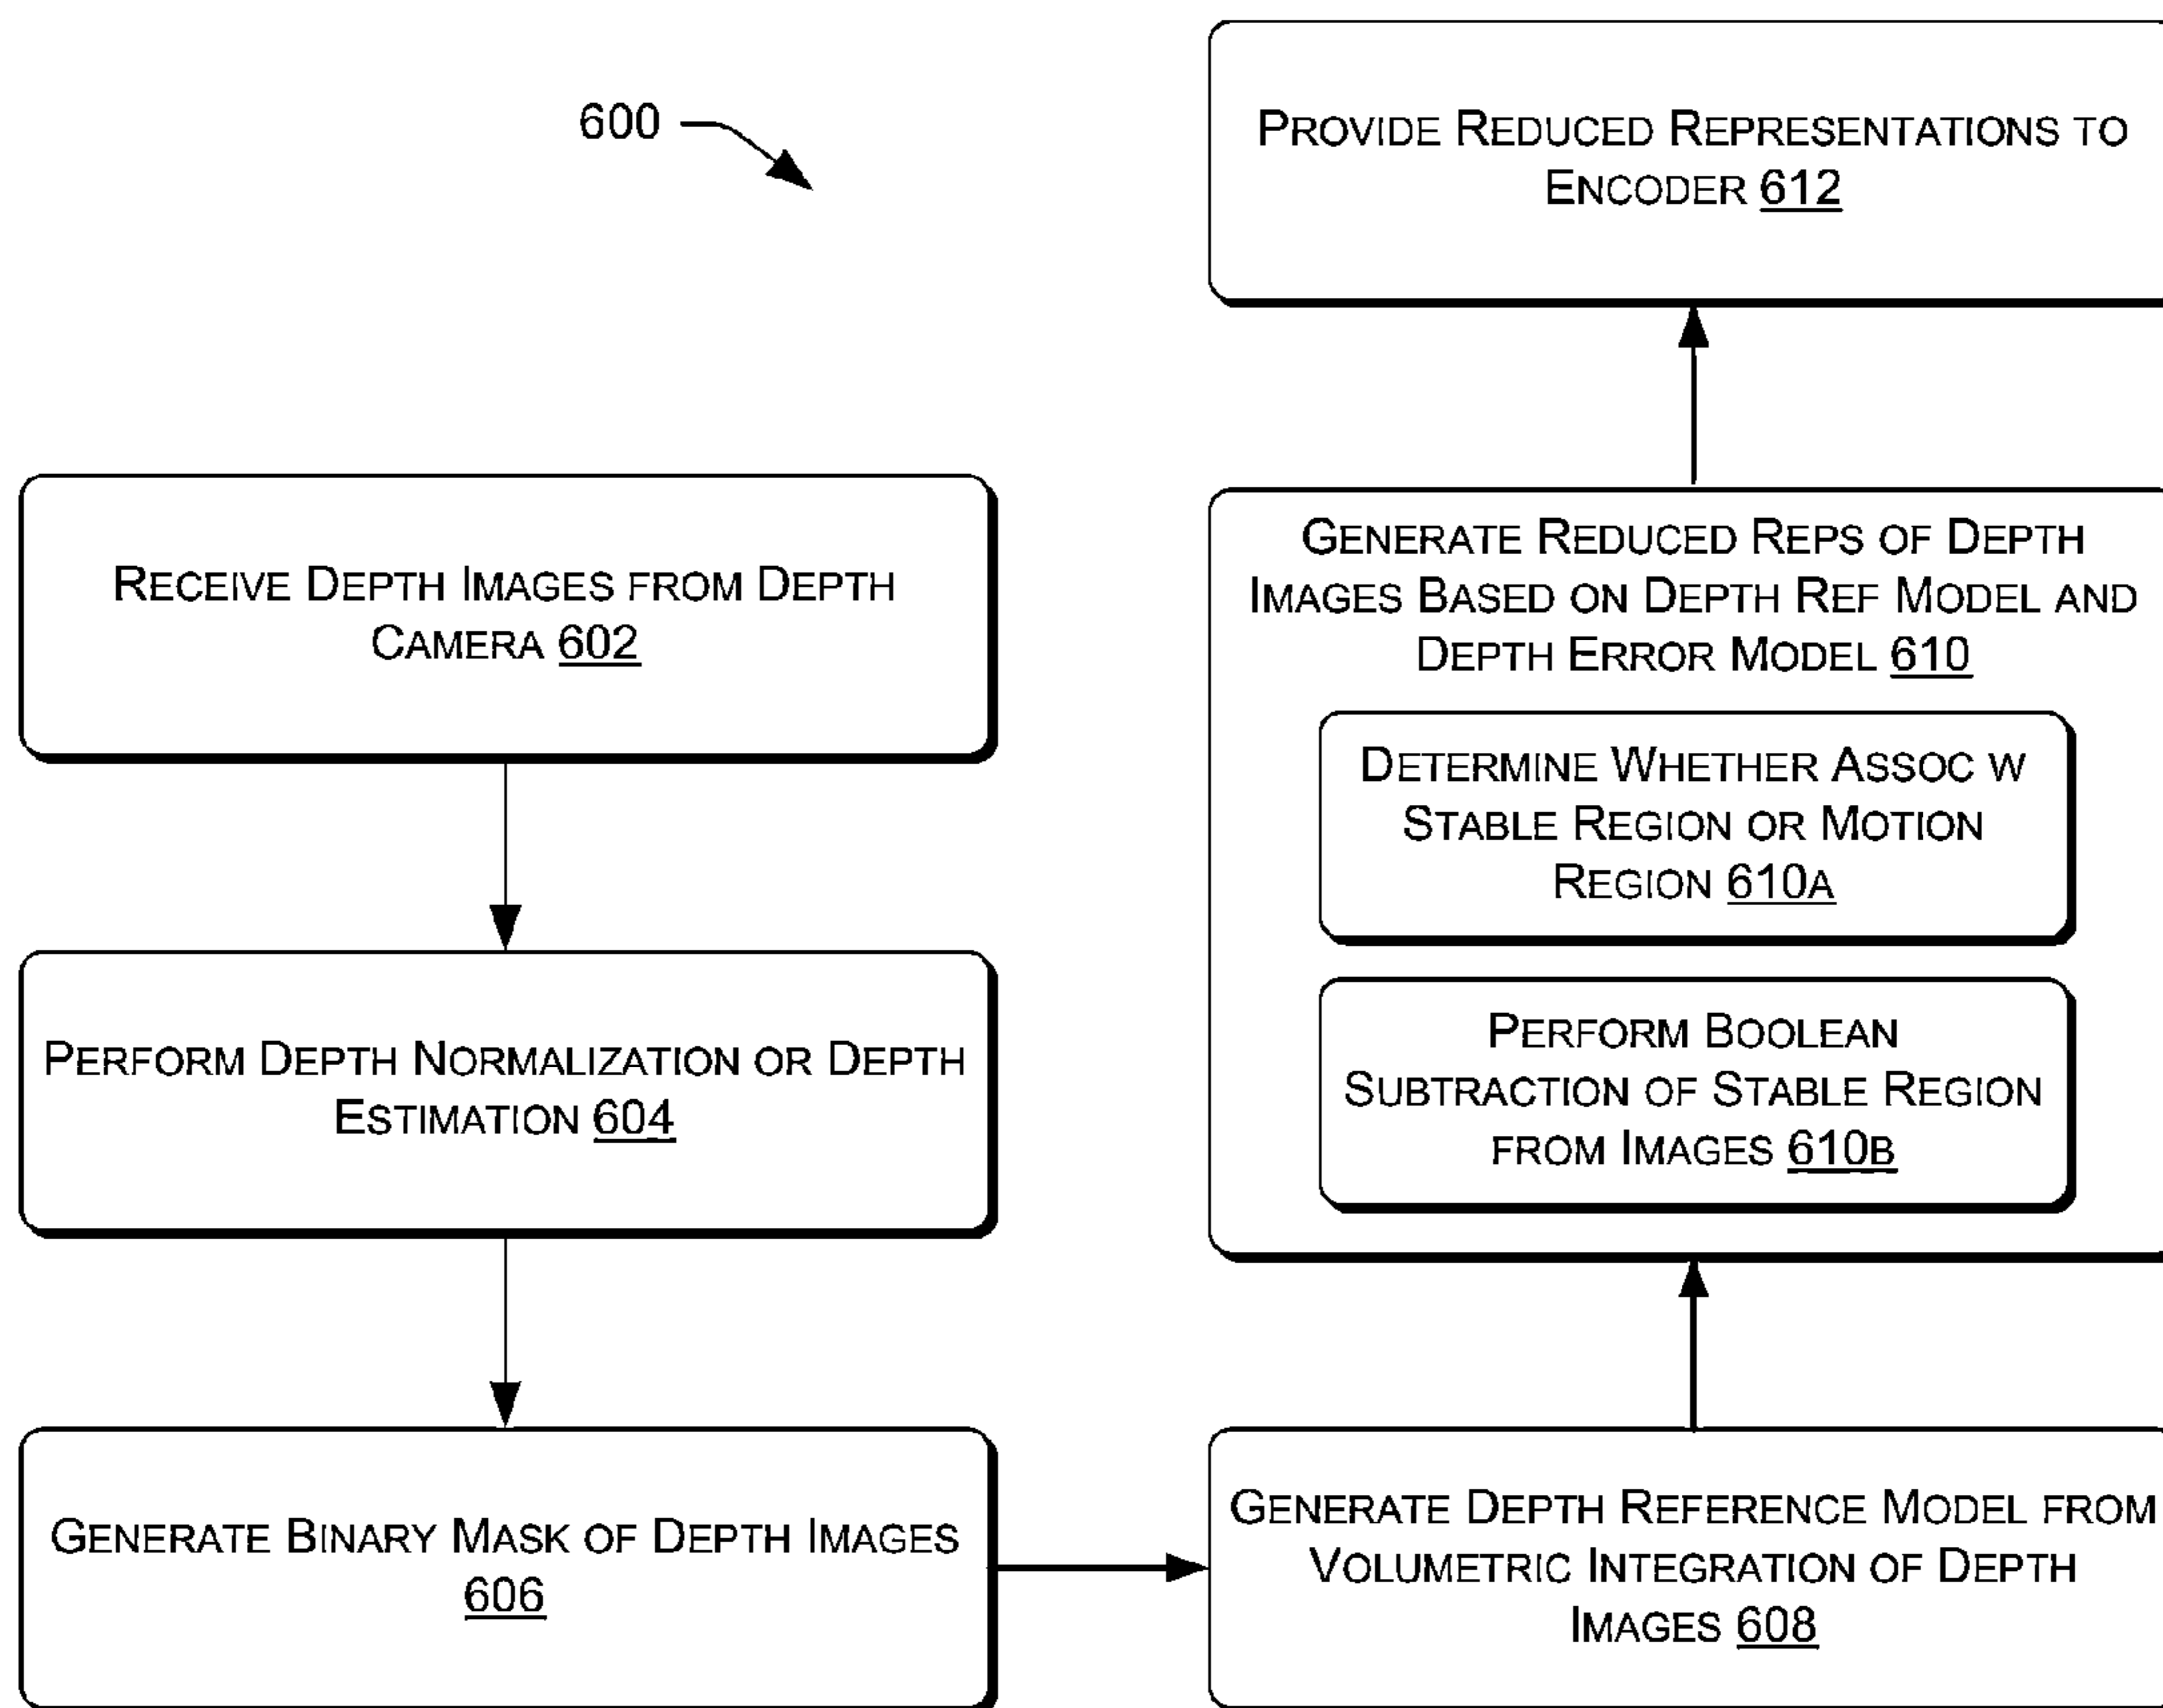 600
RECEIVE DEPTH IMAGES FROM DEPTH
CAMERA 602
PERFORM DEPTH NORMALIZATION OR DEPTH
ESTIMATION 604
GENERATE BINARY MASK OF DEPTH IMAGES
606
GENERATE DEPTH REFERENCE MODEL FROM
VOLUMETRIC INTEGRATION OF DEPTH
IMAGES 608
GENERATE REDUCED REPS OF DEPTH
IMAGES BASED ON DEPTH REF MODEL AND
DEPTH ERROR MODEL 610
DETERMINE WHETHER ASSOC W
STABLE REGION OR MOTION
REGION 610A
PERFORM BOOLEAN
SUBTRACTION OF STABLE REGION
FROM IMAGES 610B
PROVIDE REDUCED REPRESENTATIONS TO
ENCODER 612